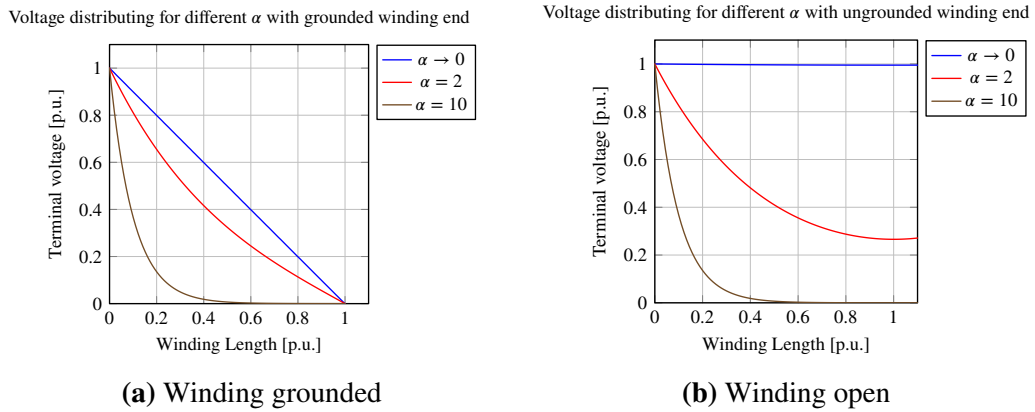 Voltage distributing for different α with grounded winding end
1
0.8
0.6
0.4
0.2
0
0
0.2
0.4
0.6
0.8
1
Terminal voltage [p.u.]
Winding Length [p.u.]
α → 0
α = 2
α = 10
(a) Winding grounded
Voltage distributing for different α with ungrounded winding end
1
0.8
0.6
0.4
0.2
0
0
0.2
0.4
0.6
0.8
1
Terminal voltage [p.u.]
Winding Length [p.u.]
α → 0
α = 2
α = 10
(b) Winding open